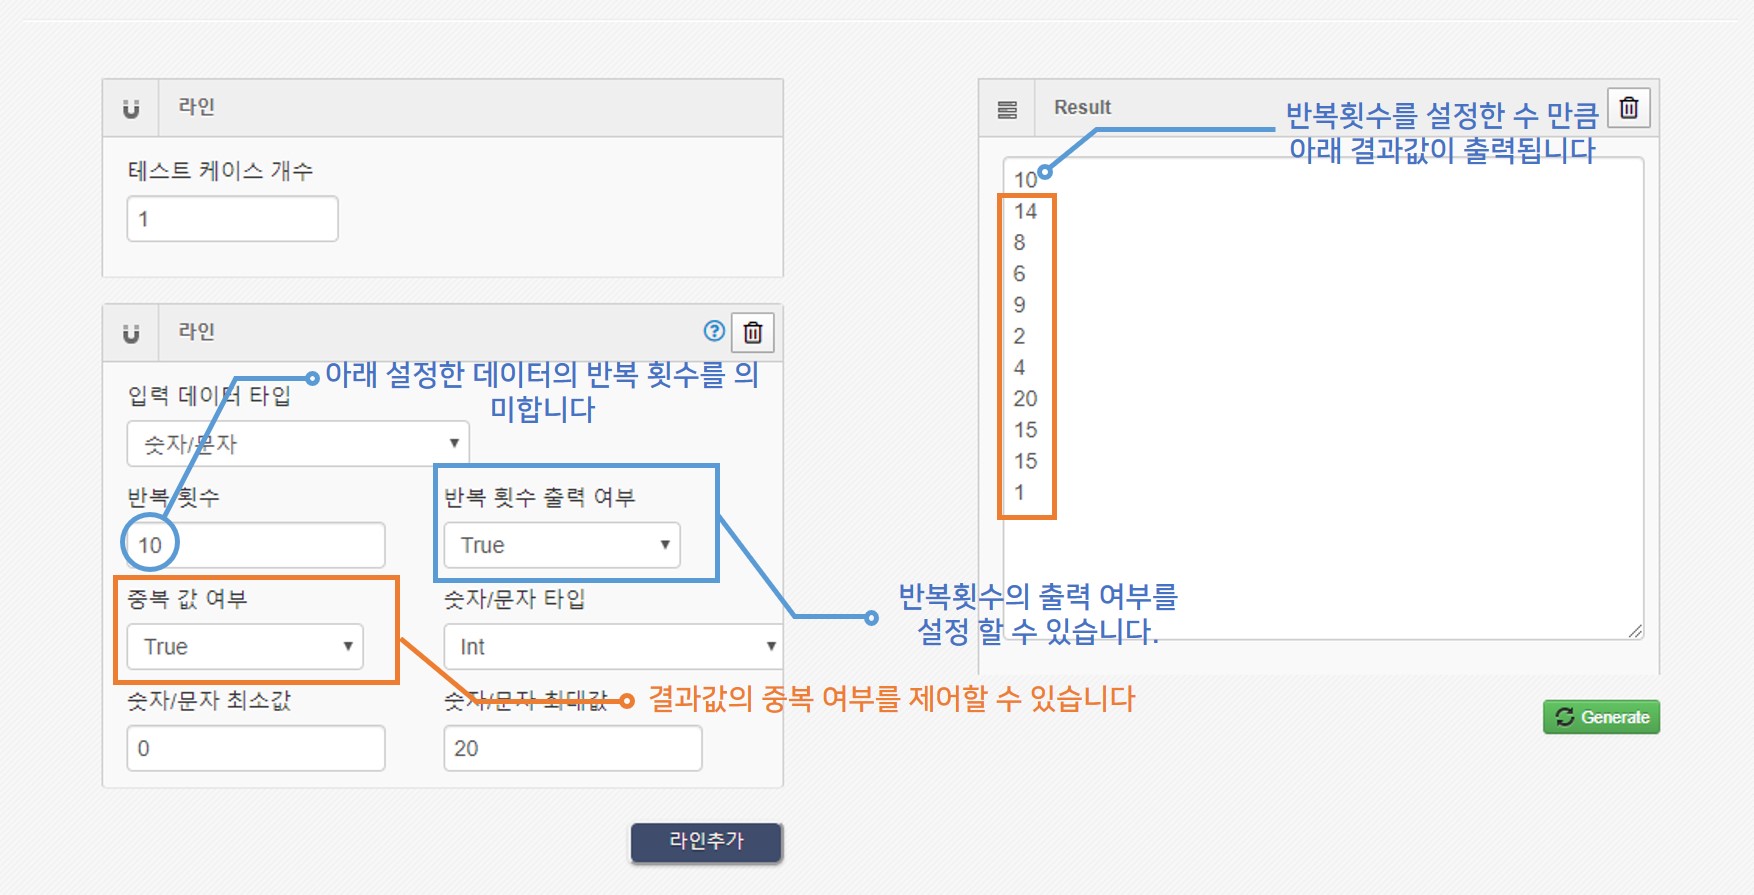 라인
테스트 케이스 개수
1
라인
아래 설정한 데이터의 반복 횟수를 의
미합니다
입력 데이터 타입
숫자/문자
반복 횟수
반복 횟수 출력 여부
10
True
중복 값 여부
숫자/문자 타입
True
Int
숫자/문자 최소값
숫자/문자 최대값
0
20
라인추가
반복횟수의 출력 여부를
설정 할 수 있습니다.
결과값의 중복 여부를 제어할 수 있습니다
Result
반복횟수를 설정한 수 만큼
아래 결과값이 출력됩니다
10
14
8
6
9
2
4
20
15
15
1
Generate